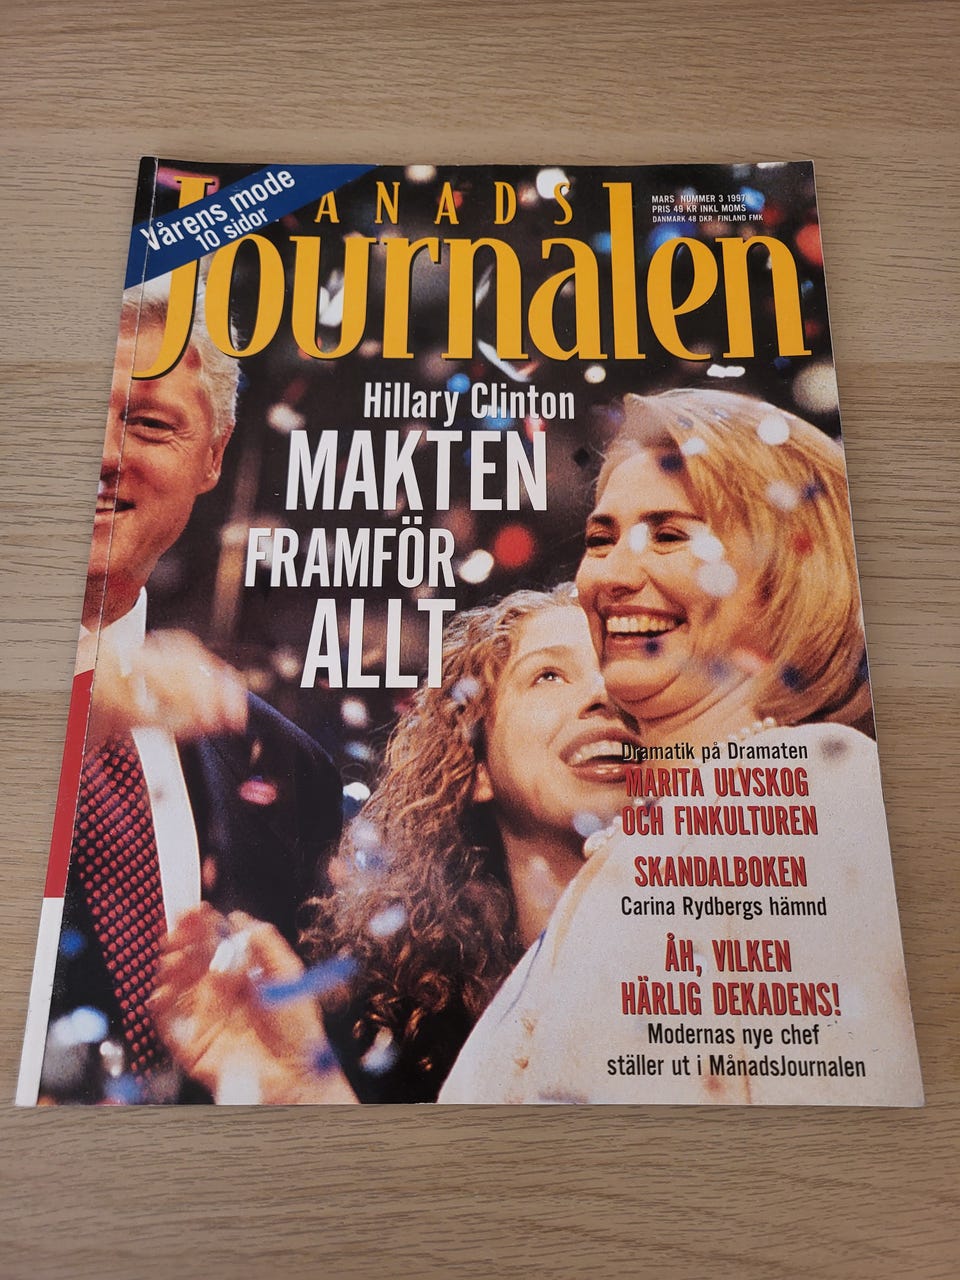 Vårens mode
10 sidor
MÅNADS
Journalen
MARS NUMMER 3 1997
PRIS 49 KR INKL MOMS
DANMARK 48 DKR FINLAND FMK
Hillary Clinton
MAKTEN
FRAMFÖR
ALLT
Dramatik på Dramaten
MARITA ULVSKOG
OCH FINKULTUREN
SKANDALBOKEN
Carina Rydbergs hämnd
ÅH, VILKEN
HÄRLIG DEKADENS!
Modernas nye chef
ställer ut i MånadsJournalen